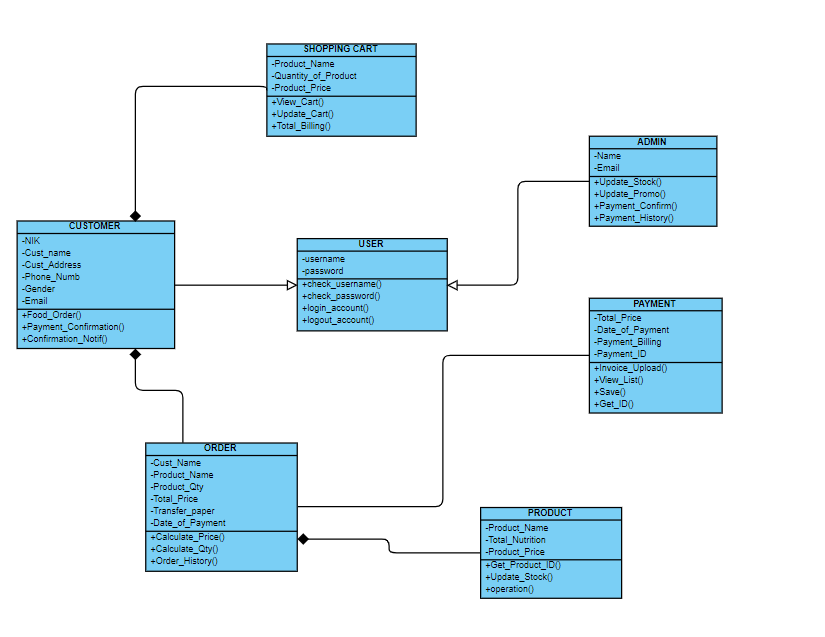 SHOPPING CART
-Product_Name
-Quantity_of_Product
-Product_Price
+View_Cart()
+Update_Cart()
+Total_Billing()
ADMIN
-Name
-Email
+Update_Stock()
+Update_Promo()
+Payment_Confirm()
+Payment_History()
CUSTOMER
-NIK
-Cust_name
-Cust_Address
-Phone_Numb
-Gender
-Email
+Food_Order()
+Payment_Confirmation()
+Confirmation_Notif()
USER
-username
-password
+check_username()
+check_password()
+login_account()
+logout_account()
PAYMENT
-Total_Price
-Date_of_Payment
-Payment_Billing
-Payment_ID
+Invoice_Upload()
+View_List()
+Save()
+Get_ID()
ORDER
-Cust_Name
-Product_Name
-Product_Qty
-Total_Price
-Transfer_paper
-Date_of_Payment
+Calculate_Price()
+Calculate_Qty()
+Order_History()
PRODUCT
-Product_Name
-Total_Nutrition
-Product_Price
+Get_Product_ID()
+Update_Stock()
+operation()